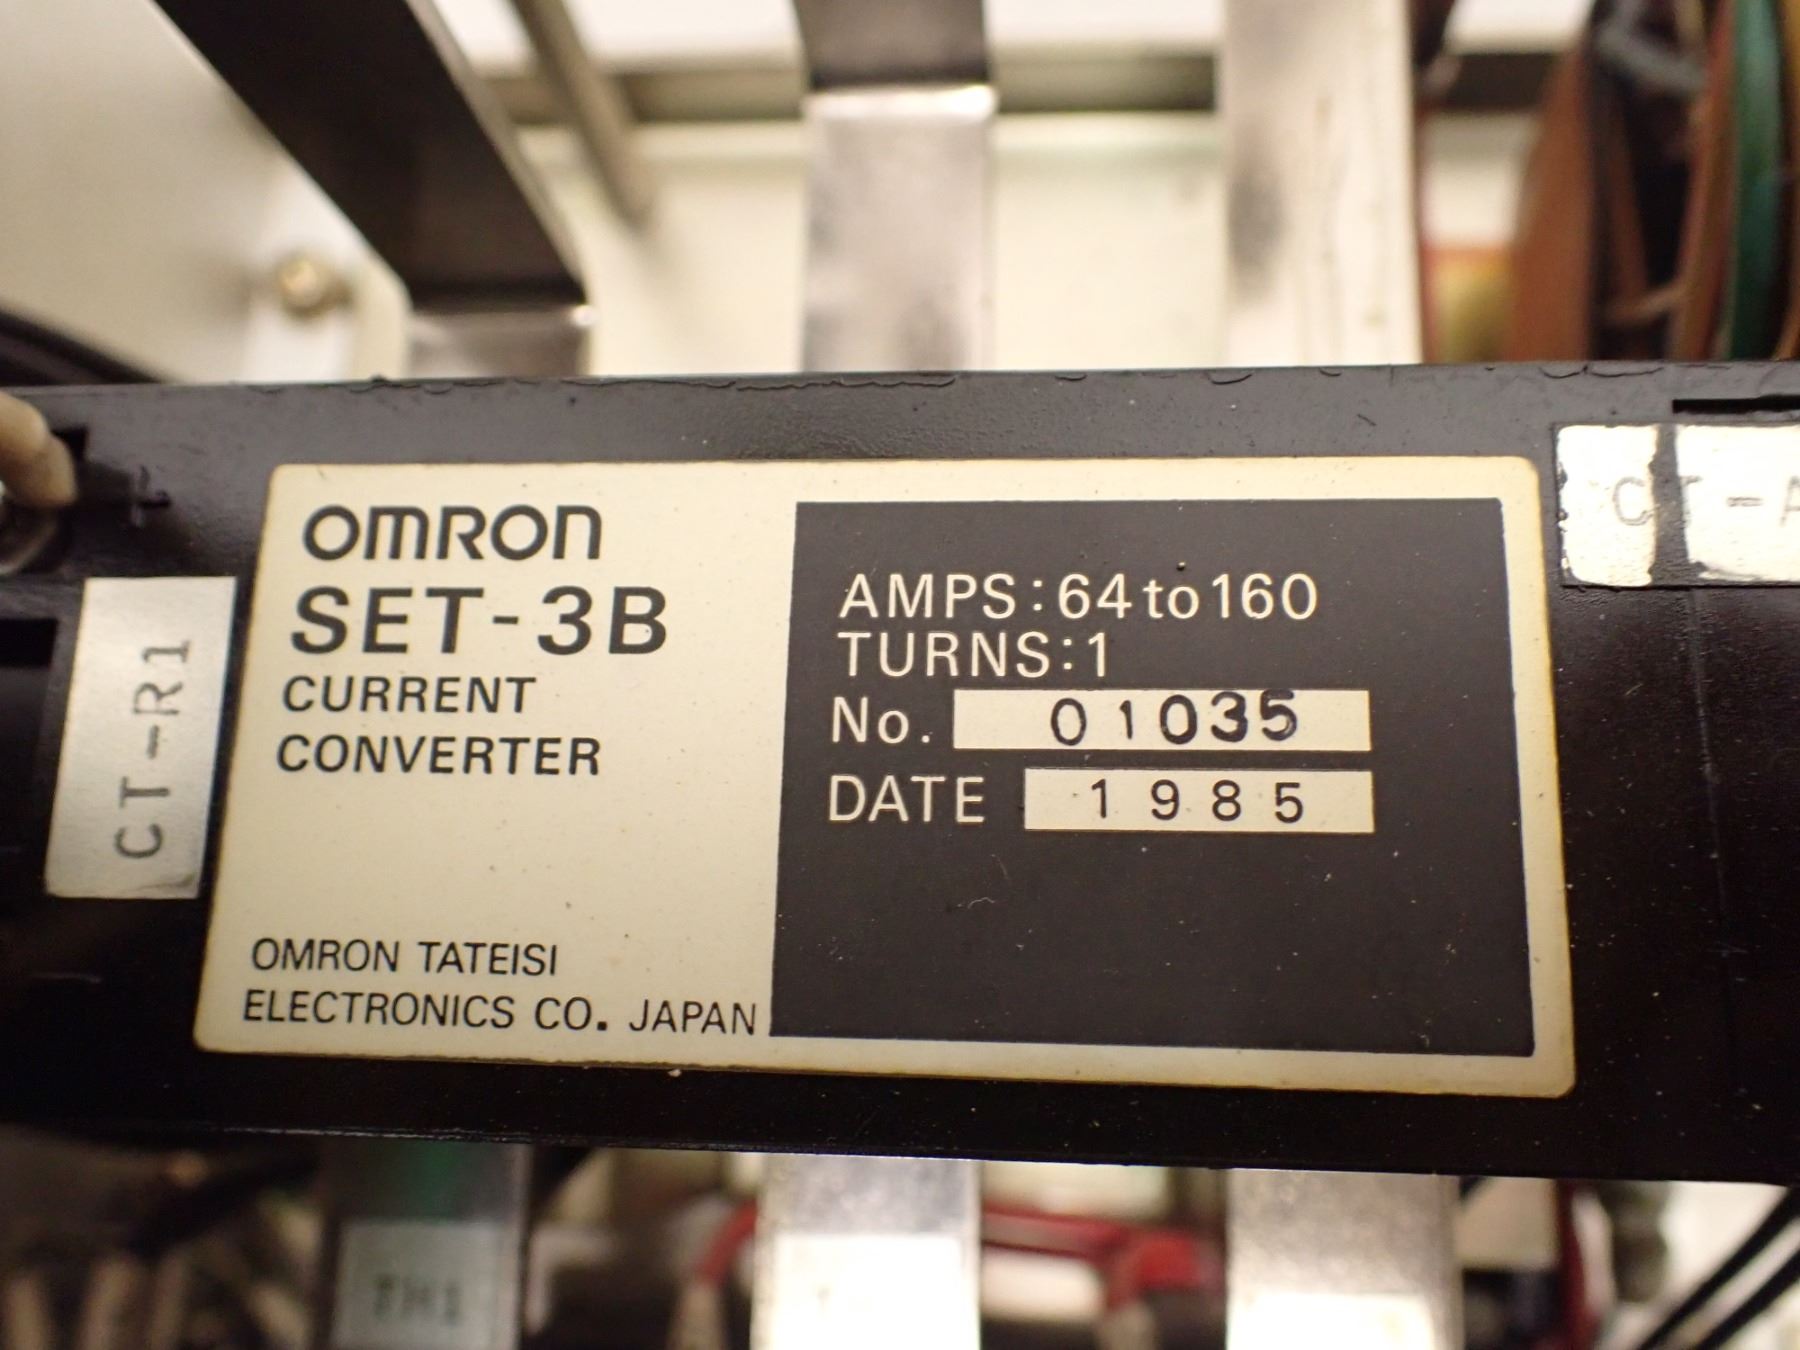 OMRON
SET-3B
CURRENT
CONVERTER
OMRON TATEISI
ELECTRONICS CO. JAPAN
AMPS:64 to 160
TURNS:1
No. 01035
DATE 1985
CT-R1
CT-A
TH1